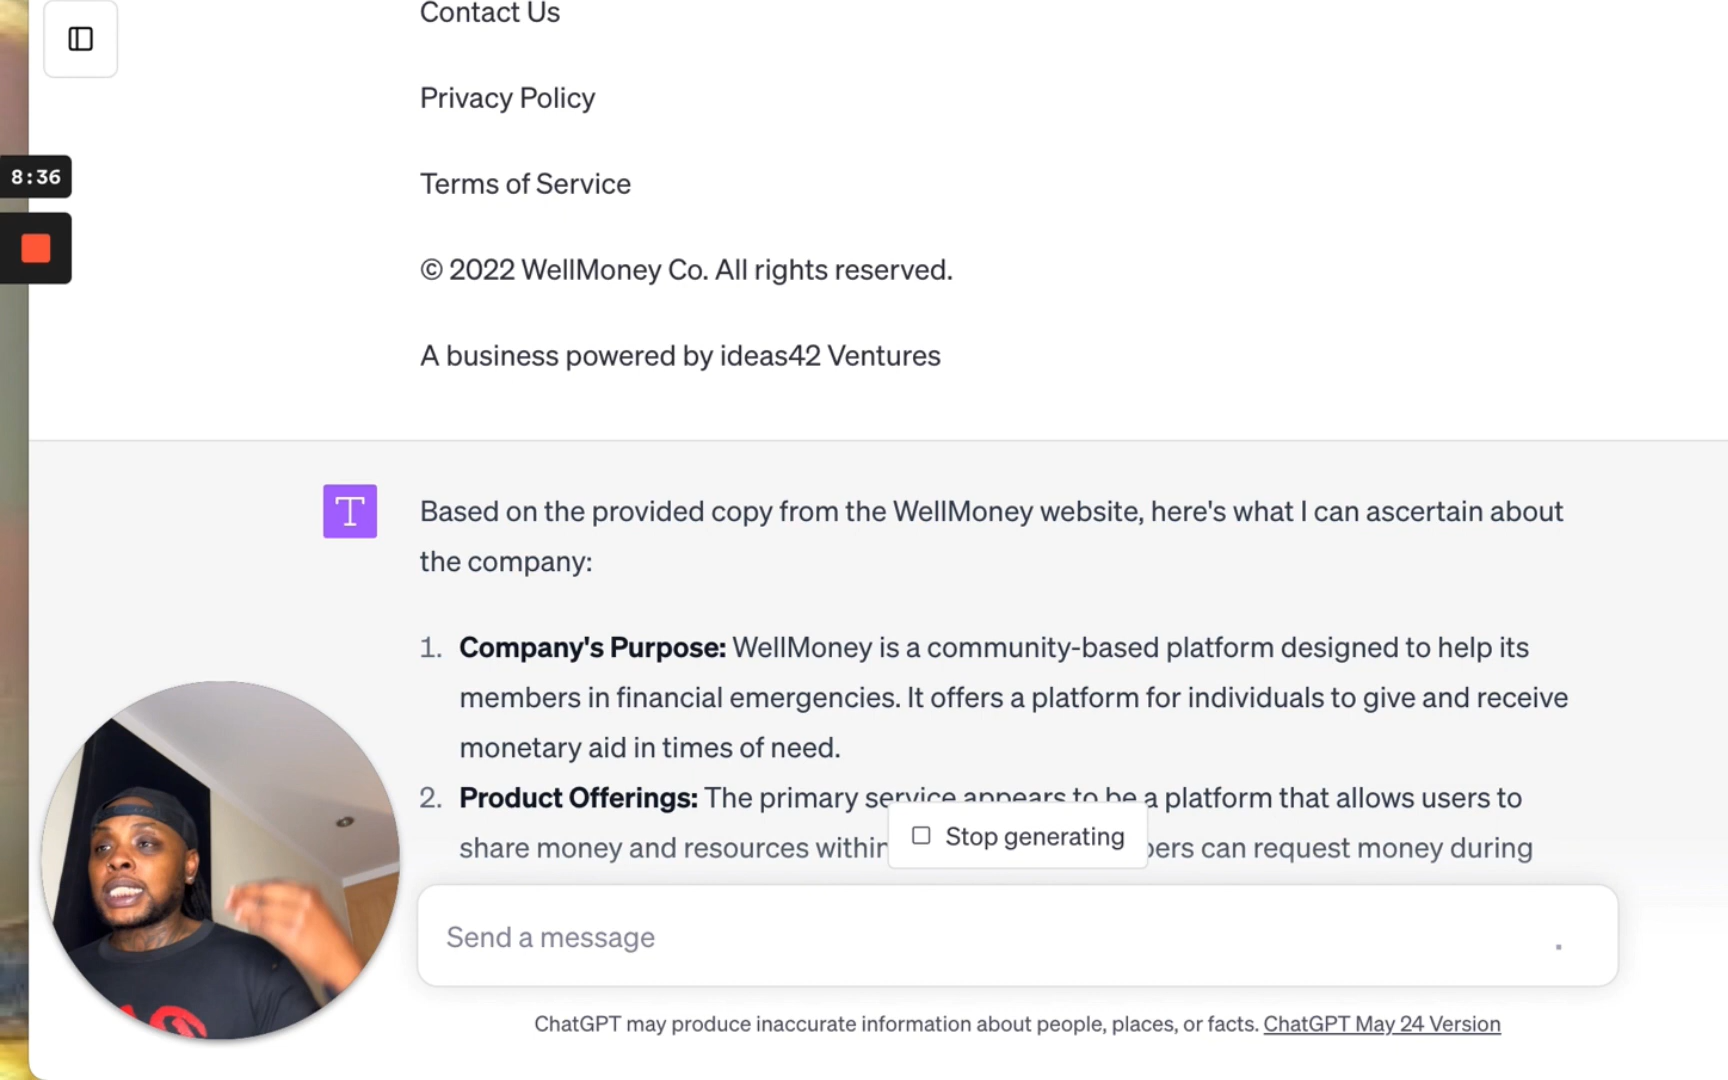 Contact Us
Privacy Policy
8:36
Terms of Service
© 2022 WellMoney Co. All rights reserved.
A business powered by ideas42 Ventures
T
Based on the provided copy from the WellMoney website, here's what I can ascertain about
the company:
1. Company's Purpose: WellMoney is a community-based platform designed to help its
members in financial emergencies. It offers a platform for individuals to give and receive
monetary aid in times of need.
2. Product Offerings: The primary service appears to be a platform that allows users to
share money and resources within
Stop generating
can request money during
Send a message
ChatGPT may produce inaccurate information about people, places, or facts. ChatGPT May 24 Version